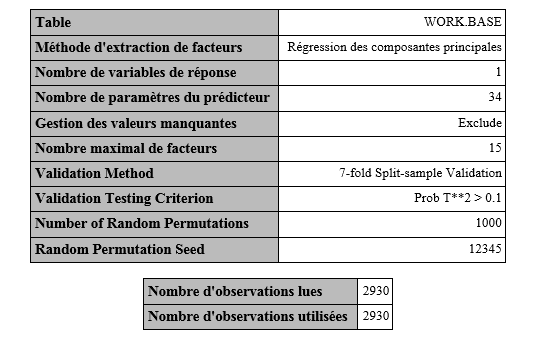 Table WORK.BASE
Méthode d'extraction de facteurs Régression des composantes principales
Nombre de variables de réponse 1
Nombre de paramètres du prédicteur 34
Gestion des valeurs manquantes Exclude
Nombre maximal de facteurs 15
Validation Method 7-fold Split-sample Validation
Validation Testing Criterion Prob T**2 > 0.1
Number of Random Permutations 1000
Random Permutation Seed 12345
Nombre d'observations lues 2930
Nombre d'observations utilisées 2930